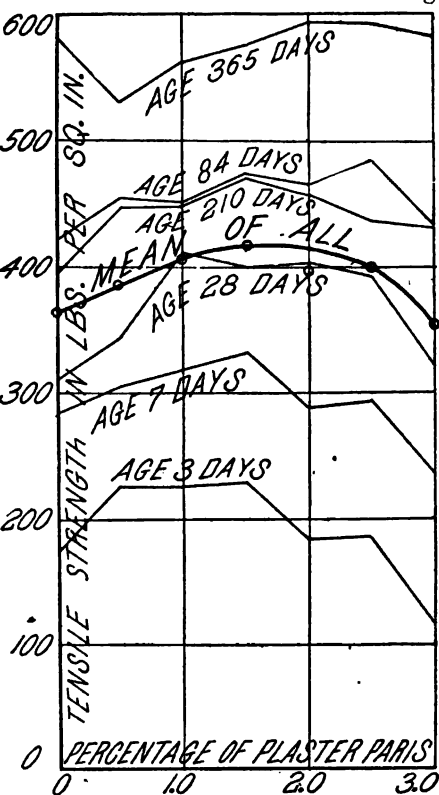 600
500
400
300
200
100
0
TENSILE STRENGTH IN LBS. PER SQ. IN.
AGE 365 DAYS
AGE 84 DAYS
AGE 210 DAYS
MEAN OF ALL
AGE 28 DAYS
AGE 7 DAYS
AGE 3 DAYS
PERCENTAGE OF PLASTER PARIS
0 1.0 2.0 3.0